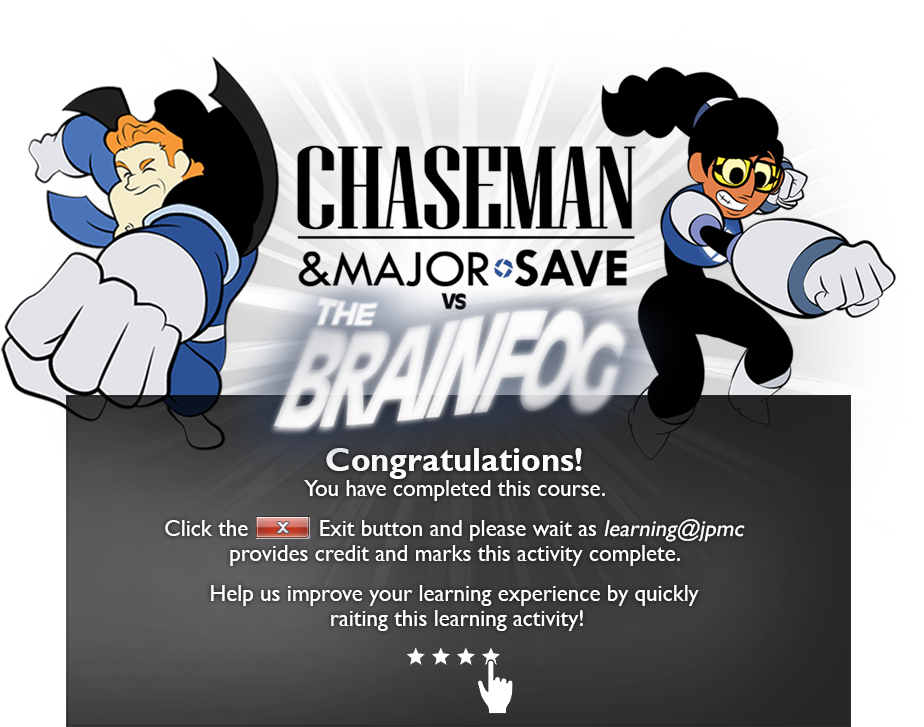 CHASEMAN
&MAJOR SAVE
VS
THE
BRAINFOG
Congratulations!
You have completed this course.
Click the X Exit button and please wait as learning@jpmc
provides credit and marks this activity complete.
Help us improve your learning experience by quickly
raiting this learning activity!